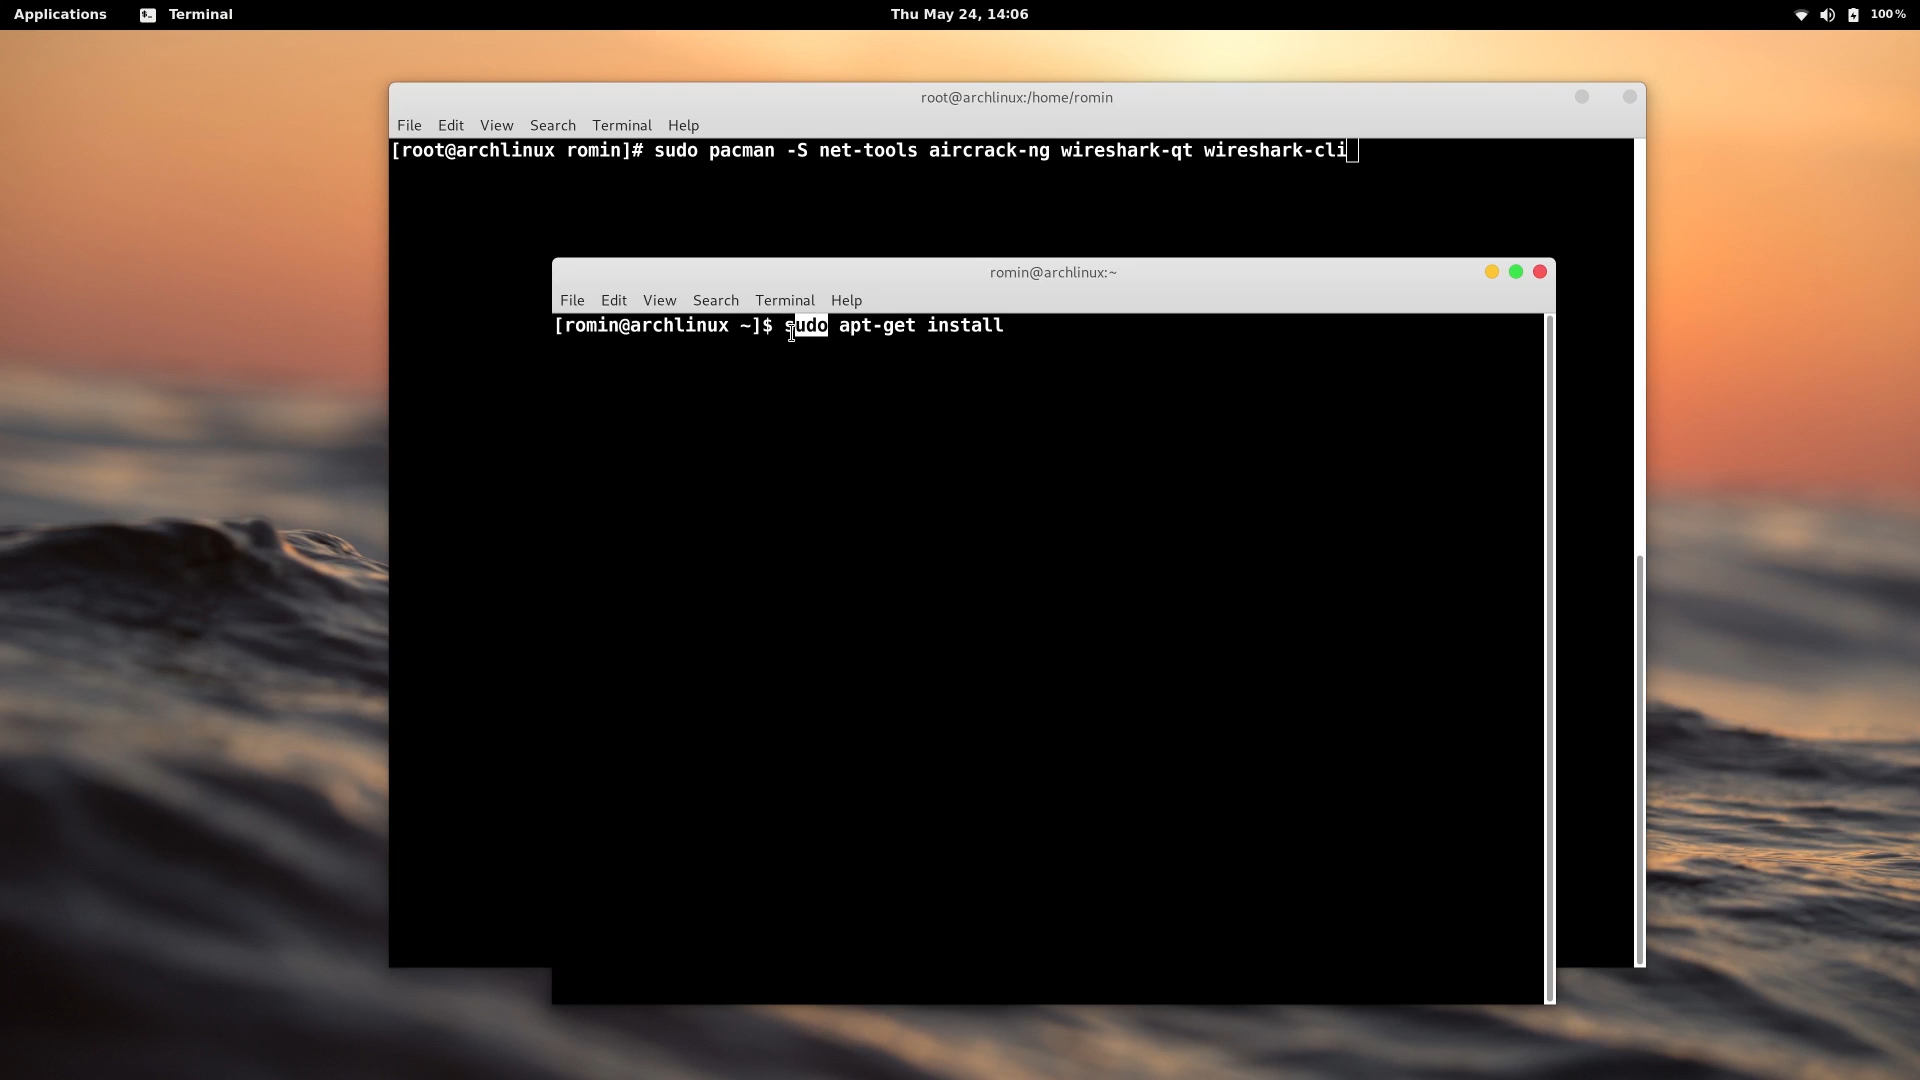 Applications Terminal Thu May 24, 14:06 100 %
root@archlinux:/home/romin
File Edit View Search Terminal Help
[root@archlinux romin]# sudo pacman -S net-tools aircrack-ng wireshark-qt wireshark-cli
romin@archlinux:~
File Edit View Search Terminal Help
[romin@archlinux ~]$ sudo apt-get install